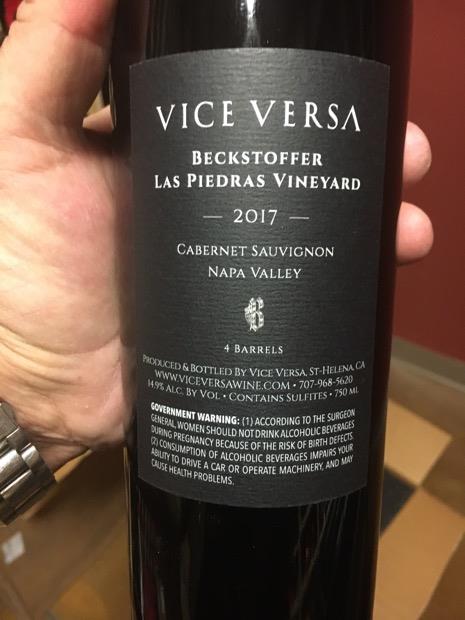 VICE VERSA
BECKSTOFFER
LAS PIEDRAS VINEYARD
— 2017 —
CABERNET SAUVIGNON
NAPA VALLEY
4 BARRELS
PRODUCED & BOTTLED BY VICE VERSA, ST-HELENA, CA
WWW.VICEVERSAWINE.COM • 707-968-5620
14.9% ALC. BY VOL • CONTAINS SULFITES • 750 ML
GOVERNMENT WARNING: (1) ACCORDING TO THE SURGEON
GENERAL, WOMEN SHOULD NOT DRINK ALCOHOLIC BEVERAGES
DURING PREGNANCY BECAUSE OF THE RISK OF BIRTH DEFECTS.
(2) CONSUMPTION OF ALCOHOLIC BEVERAGES IMPAIRS YOUR
ABILITY TO DRIVE A CAR OR OPERATE MACHINERY, AND MAY
CAUSE HEALTH PROBLEMS.